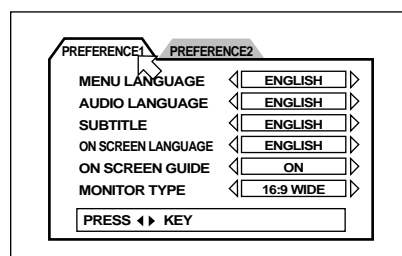 PREFERENCE1 PREFERENCE2
MENU LANGUAGE ENGLISH
AUDIO LANGUAGE ENGLISH
SUBTITLE ENGLISH
ON SCREEN LANGUAGE ENGLISH
ON SCREEN GUIDE ON
MONITOR TYPE 16:9 WIDE
PRESS KEY